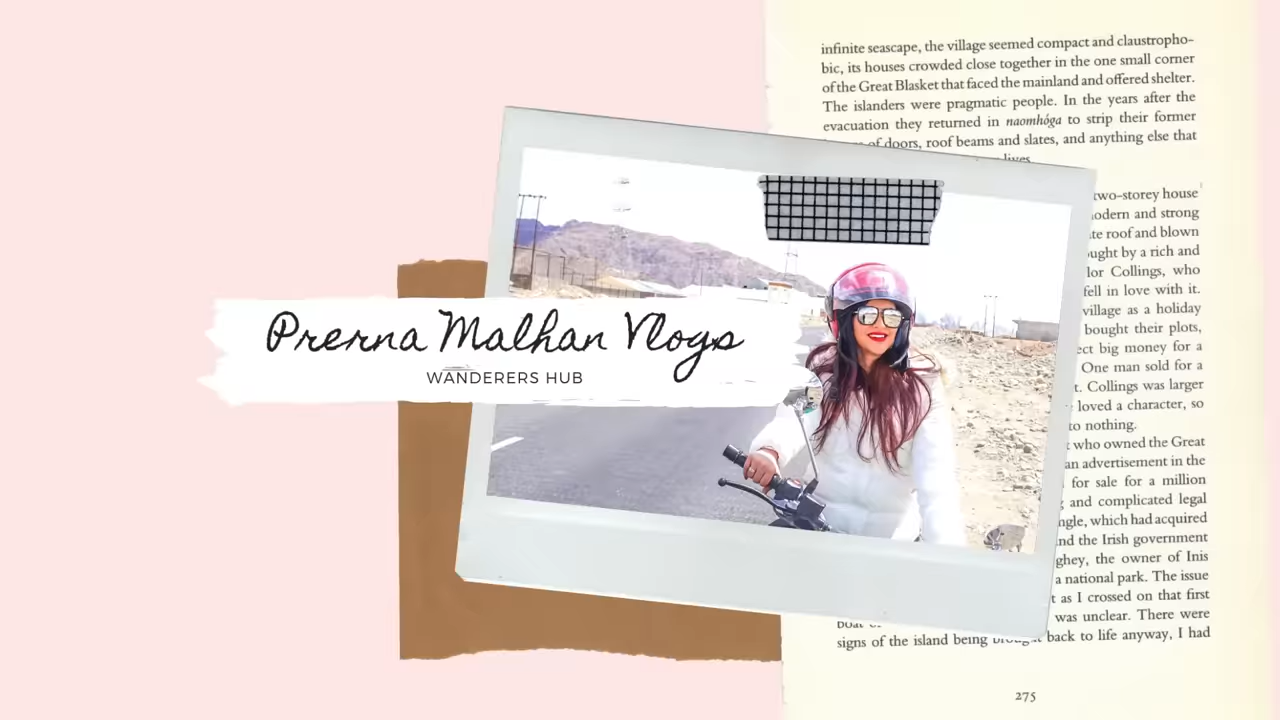 Prerna Malhan Vlogs
WANDERERS HUB
infinite seascape, the village seemed compact and claustropho-
bic, its houses crowded close together in the one small corner
of the Great Blasket that faced the mainland and offered shelter.
The islanders were pragmatic people. In the years after the
evacuation they returned in naomhóga to strip their former
of doors, roof beams and slates, and anything else that
lives
two-storey house
modern and strong
roof and blown
bought by a rich and
Collings, who
fell in love with it.
village as a holiday
bought their plots,
big money for a
One man sold for a
Collings was larger
loved a character, so
to nothing.
who owned the Great
an advertisement in the
for sale for a million
and complicated legal
which had acquired
and the Irish government
the owner of Inis
a national park. The issue
as I crossed on that first
was unclear. There were
signs of the island being brought back to life anyway, I had
275